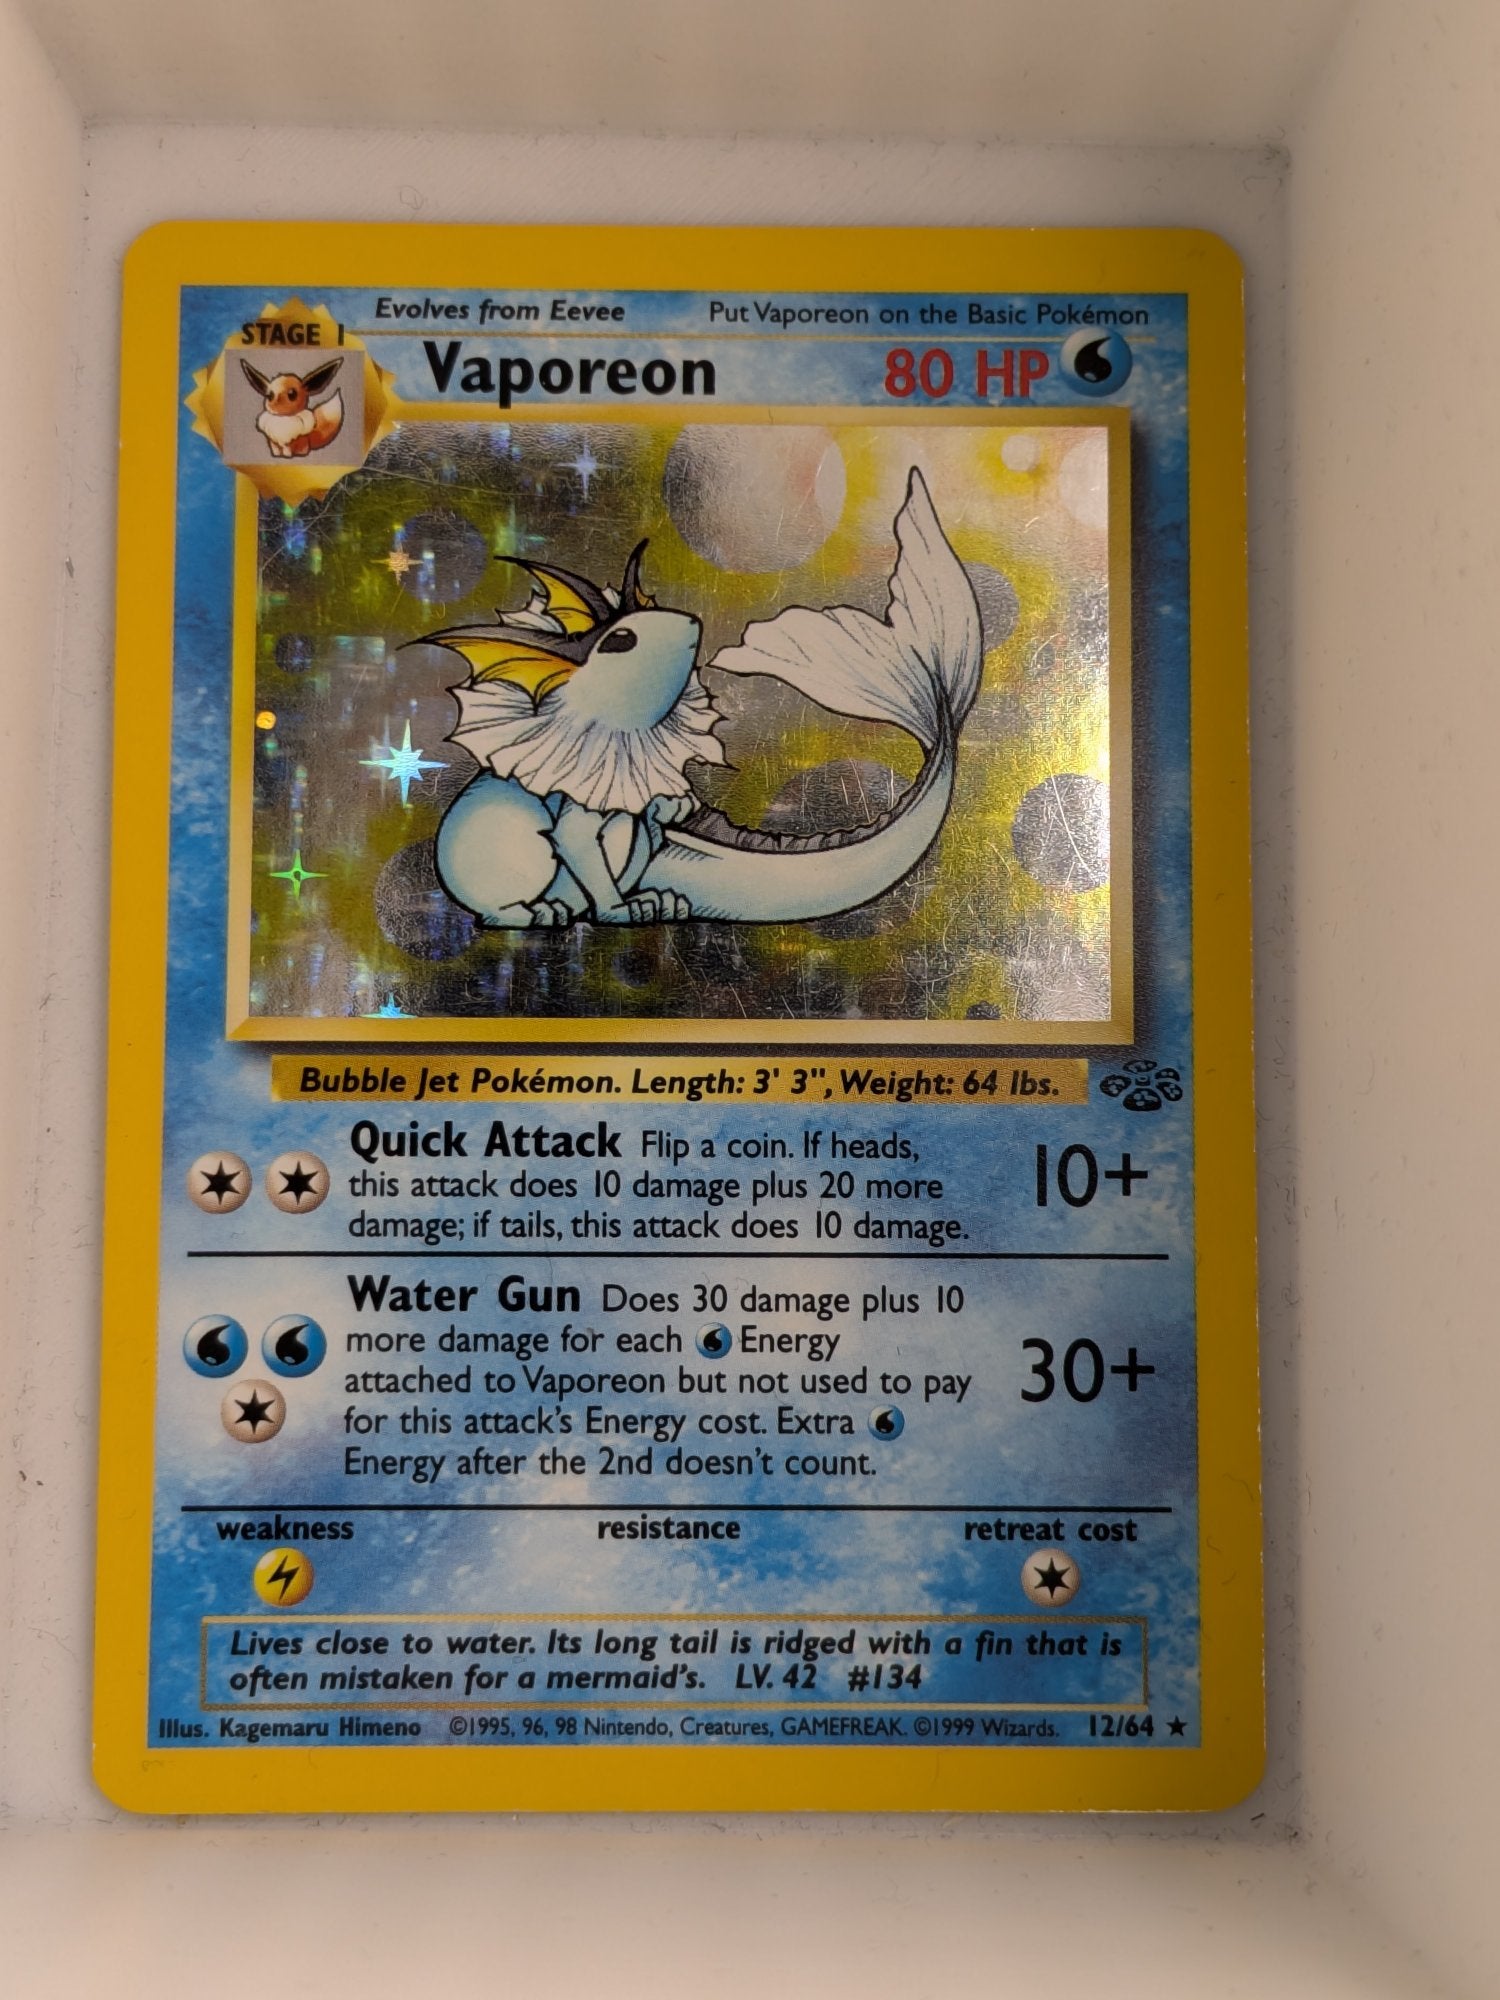 Evolves from Eevee Put Vaporeon on the Basic Pokémon
STAGE 1
Vaporeon 80 HP
Bubble Jet Pokémon. Length: 3' 3", Weight: 64 lbs.
Quick Attack Flip a coin. If heads,
this attack does 10 damage plus 20 more
damage; if tails, this attack does 10 damage.
10+
Water Gun Does 30 damage plus 10
more damage for each Energy
attached to Vaporeon but not used to pay
for this attack's Energy cost. Extra
Energy after the 2nd doesn't count.
30+
weakness resistance retreat cost
Lives close to water. Its long tail is ridged with a fin that is
often mistaken for a mermaid's. LV. 42 #134
Illus. Kagemaru Himeno ©1995, 96, 98 Nintendo, Creatures, GAMEFREAK. ©1999 Wizards. 12/64 ★